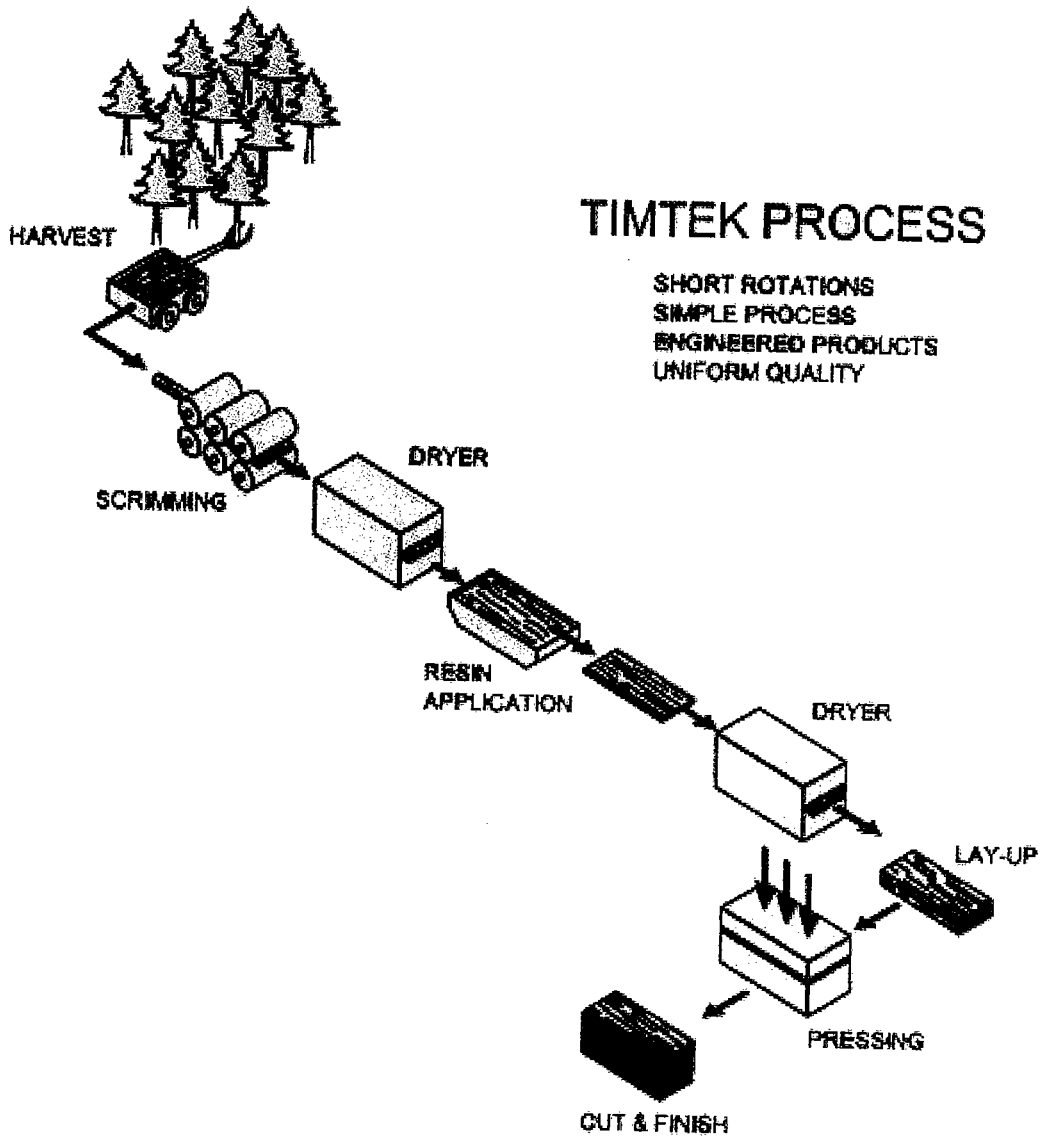 HARVEST
TIMTEK PROCESS
SHORT ROTATIONS
SIMPLE PROCESS
ENGINEERED PRODUCTS
UNIFORM QUALITY
SCRIMMING
DRYER
RESIN
APPLICATION
DRYER
LAY-UP
PRESSING
CUT & FINISH